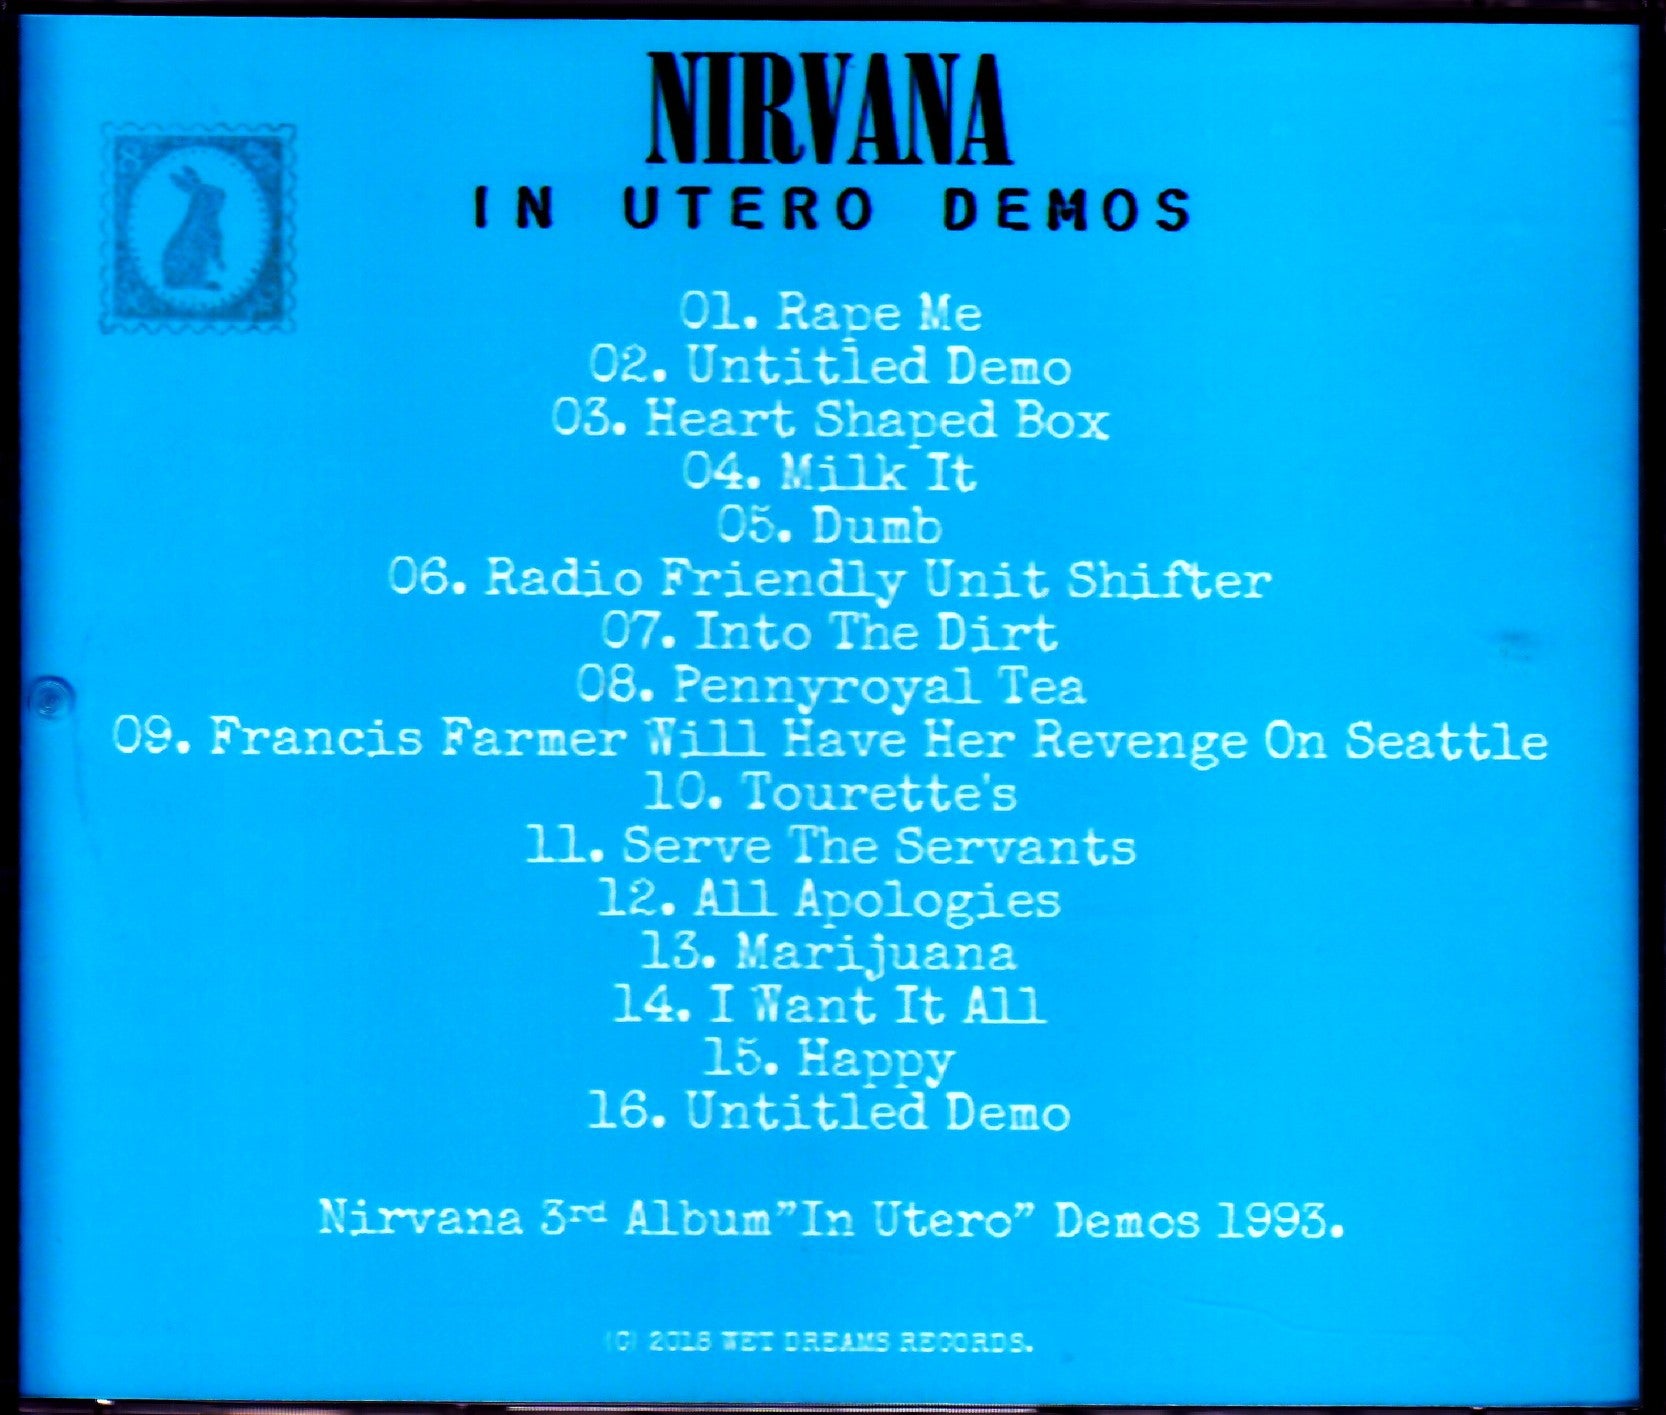 NIRVANA
IN UTERO DEMOS
01. Rape Me
02. Untitled Demo
03. Heart Shaped Box
04. Milk It
05. Dumb
06. Radio Friendly Unit Shifter
07. Into The Dirt
08. Pennyroyal Tea
09. Francis Farmer Will Have Her Revenge On Seattle
10. Tourette's
11. Serve The Servants
12. All Apologies
13. Marijuana
14. I Want It All
15. Happy
16. Untitled Demo
Nirvana 3rd Album"In Utero" Demos 1993.
(C) 2018 WET DREAMS RECORDS.